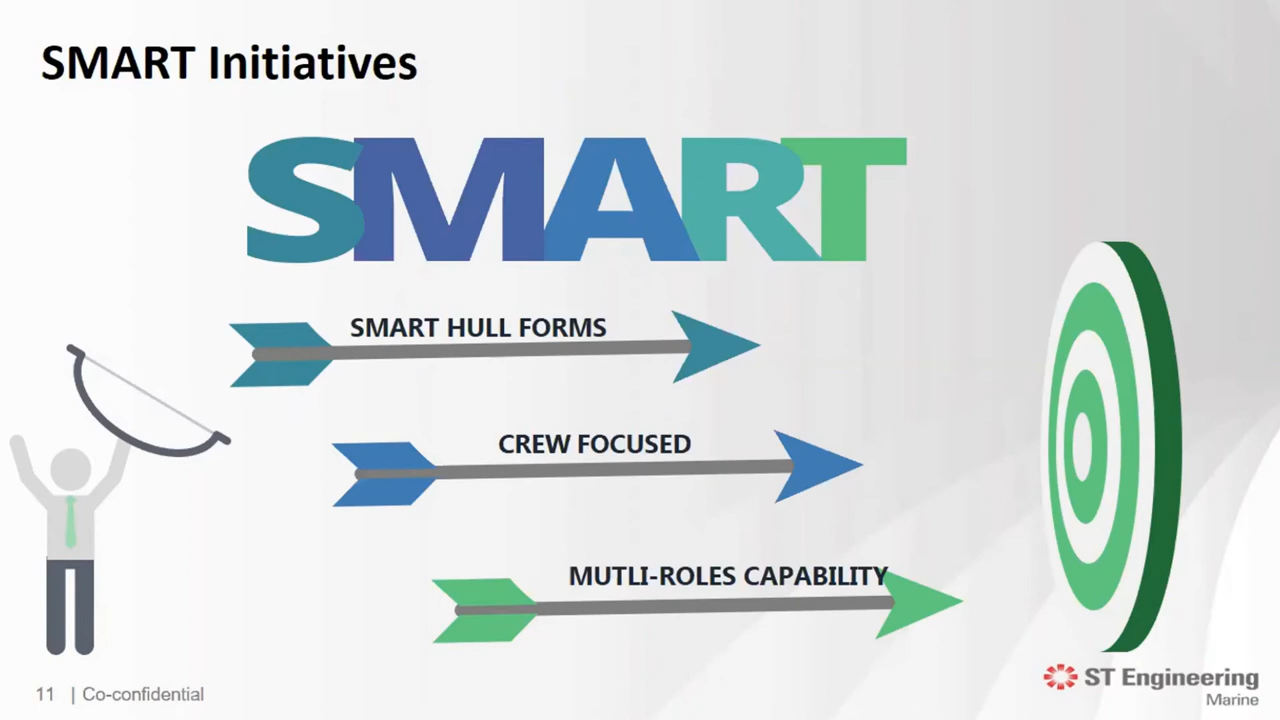 SMART Initiatives
SMART
SMART HULL FORMS
CREW FOCUSED
MUTLI-ROLES CAPABILITY
11 | Co-confidential
ST Engineering
Marine